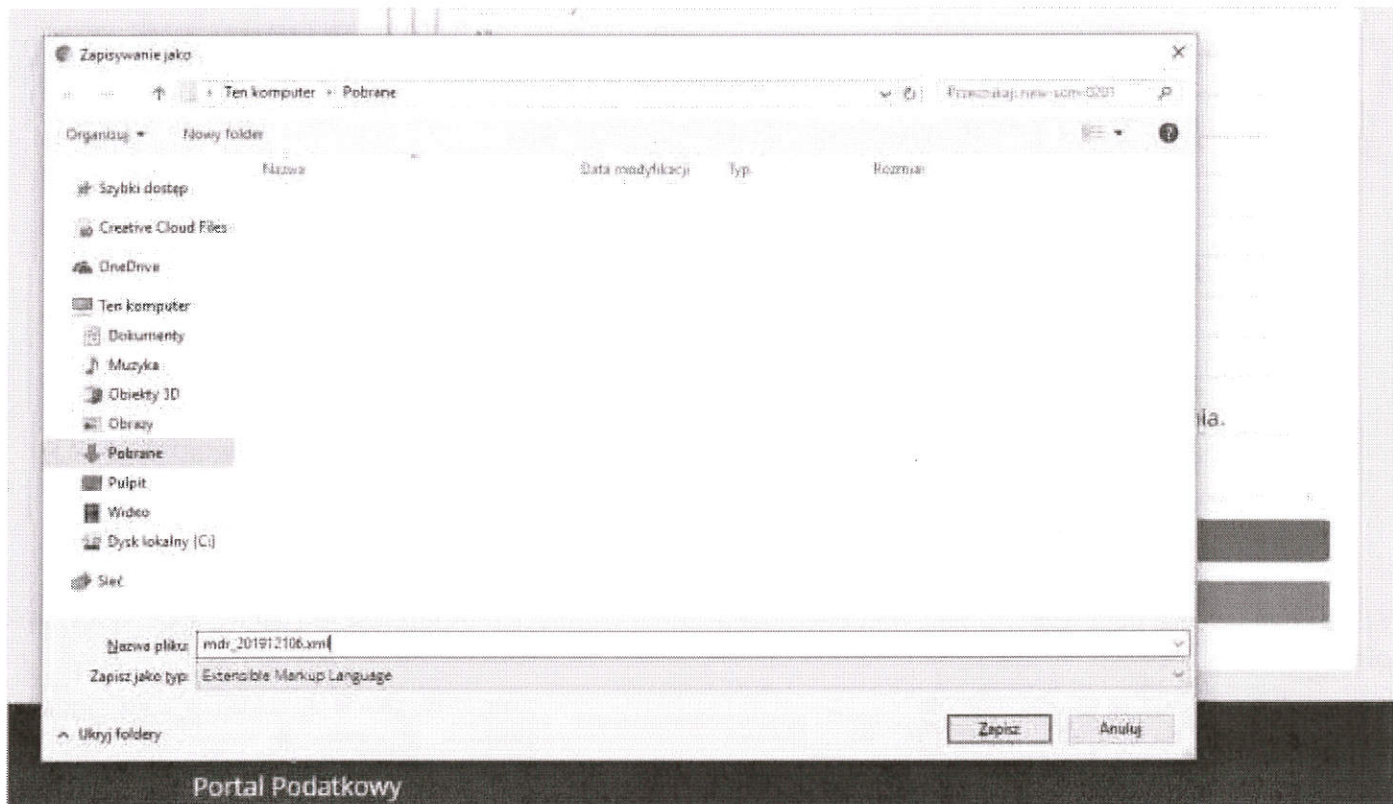 Zapisywanie jako
Ten komputer › Pobrane
Organizuj Nowy folder
Nazwa Data modyfikacji Typ Rozmiar
Szybki dostęp
Creative Cloud Files
OneDrive
Ten komputer
Dokumenty
Muzyka
Obiekty 3D
Obrazy
Pobrane
Pulpit
Wideo
Dysk lokalny (C:)
Sieć
nia.
Nazwa pliku: mdr_201912106.xml
Zapisz jako typ: Extensible Markup Language
Ukryj foldery
Zapisz Anuluj
Portal Podatkowy